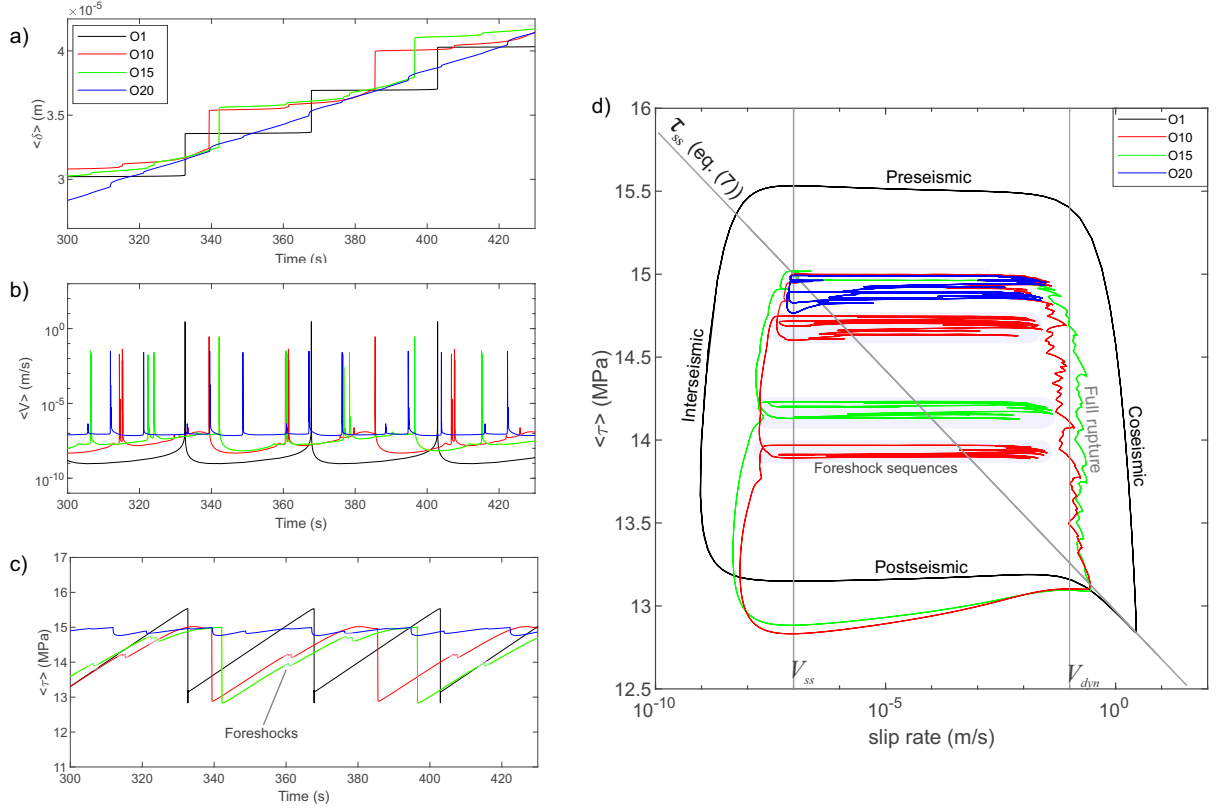 a)
×10⁻⁵
O1
O10
O15
O20
4
3.5
3
<δ> (m)
300 320 340 360 380 400 420
Time (s)
b)
10⁰
10⁻⁵
10⁻¹⁰
<V> (m/s)
300 320 340 360 380 400 420
Time (s)
c)
17
16
15
14
13
12
11
<τ> (MPa)
Foreshocks
300 320 340 360 380 400 420
Time (s)
d)
16
15.5
15
14.5
14
13.5
13
12.5
<τ> (MPa)
τss (eq. (7))
O1
O10
O15
O20
Preseismic
Interseismic
Foreshock sequences
Full rupture
Coseismic
Postseismic
Vss
Vdyn
10⁻¹⁰ 10⁻⁵ 10⁰
slip rate (m/s)